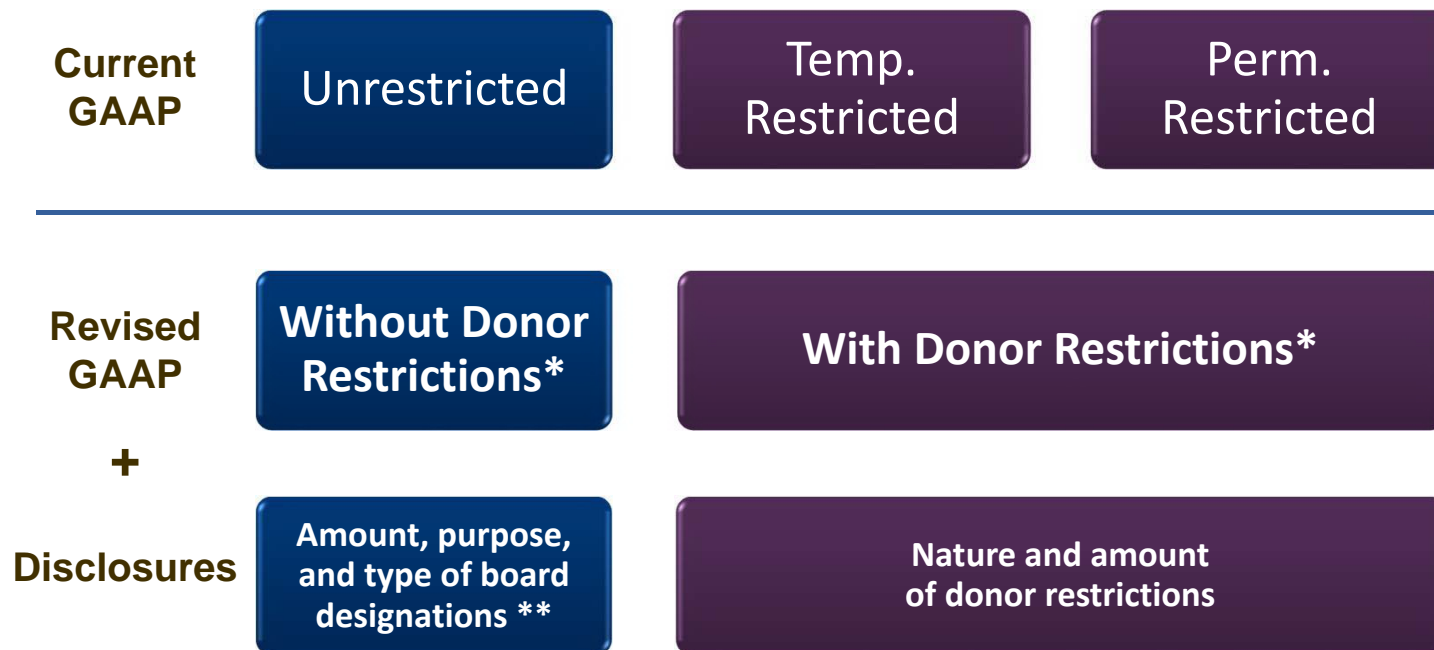 Current
GAAP
Unrestricted
Temp.
Restricted
Perm.
Restricted
Revised
GAAP
Without Donor
Restrictions*
With Donor Restrictions*
+
Disclosures
Amount, purpose,
and type of board
designations **
Nature and amount
of donor restrictions